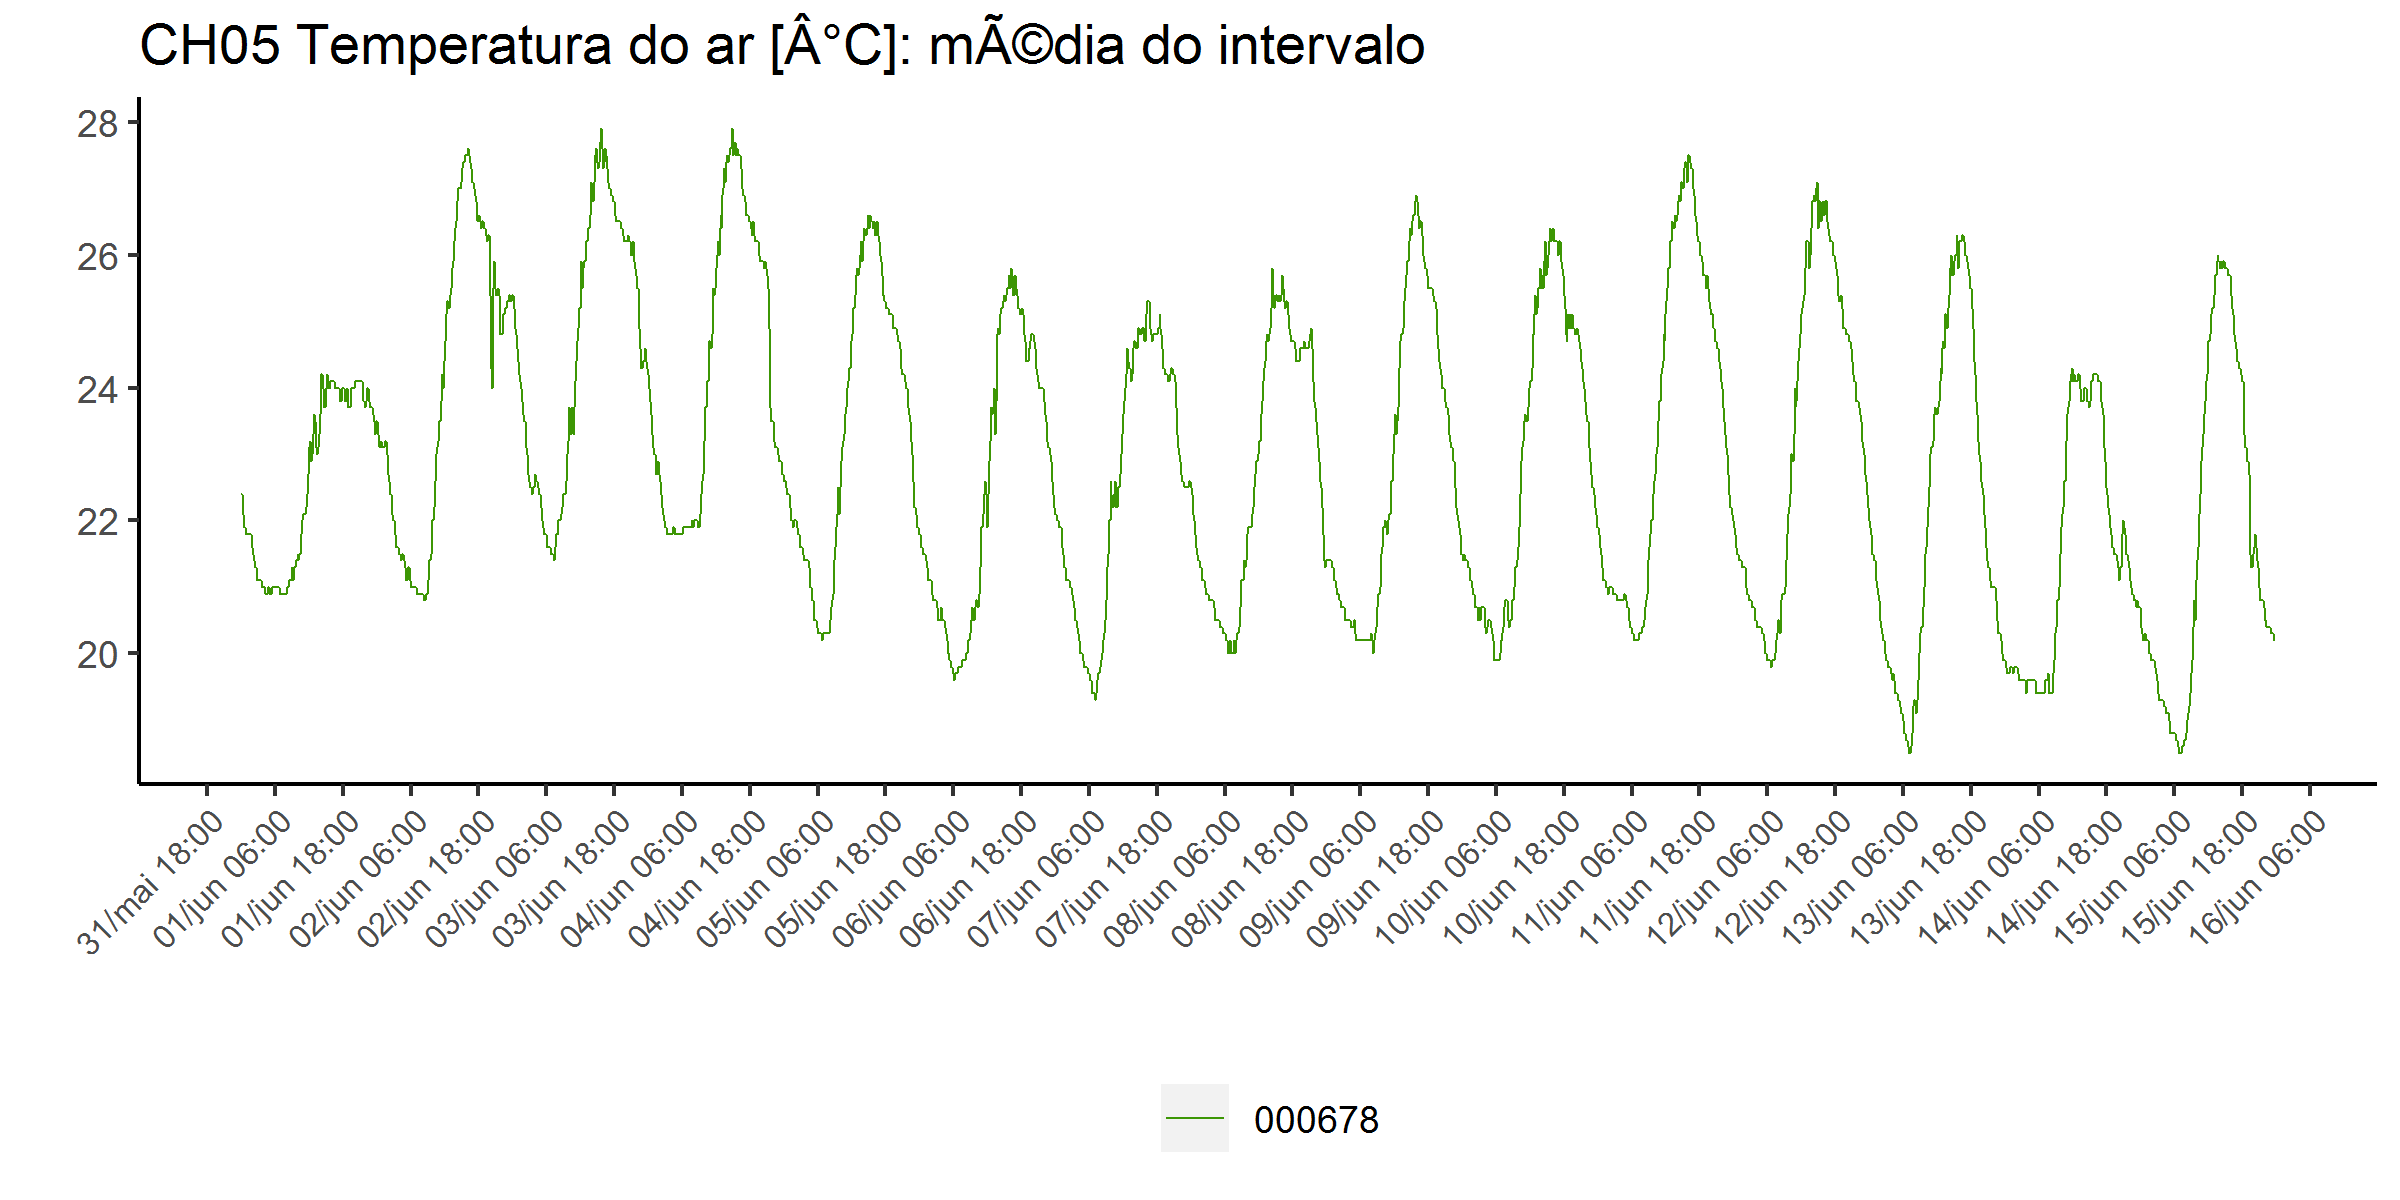 CH05 Temperatura do ar [Â°C]: mÃ©dia do intervalo
28
26
24
22
20
31/mai 18:00
01/jun 06:00
01/jun 18:00
02/jun 06:00
02/jun 18:00
03/jun 06:00
03/jun 18:00
04/jun 06:00
04/jun 18:00
05/jun 06:00
05/jun 18:00
06/jun 06:00
06/jun 18:00
07/jun 06:00
07/jun 18:00
08/jun 06:00
08/jun 18:00
09/jun 06:00
09/jun 18:00
10/jun 06:00
10/jun 18:00
11/jun 06:00
11/jun 18:00
12/jun 06:00
12/jun 18:00
13/jun 06:00
13/jun 18:00
14/jun 06:00
14/jun 18:00
15/jun 06:00
15/jun 18:00
16/jun 06:00
000678